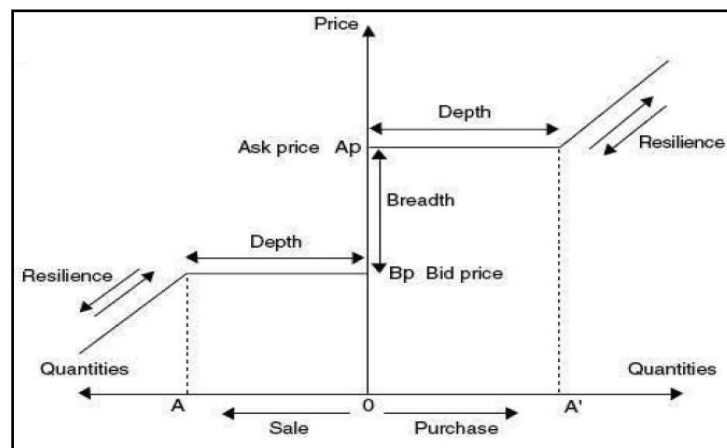 Price
Depth
Ask price Ap
Resilience
Breadth
Depth
Resilience
Bp Bid price
Quantities
Quantities
A
0
A'
Sale
Purchase